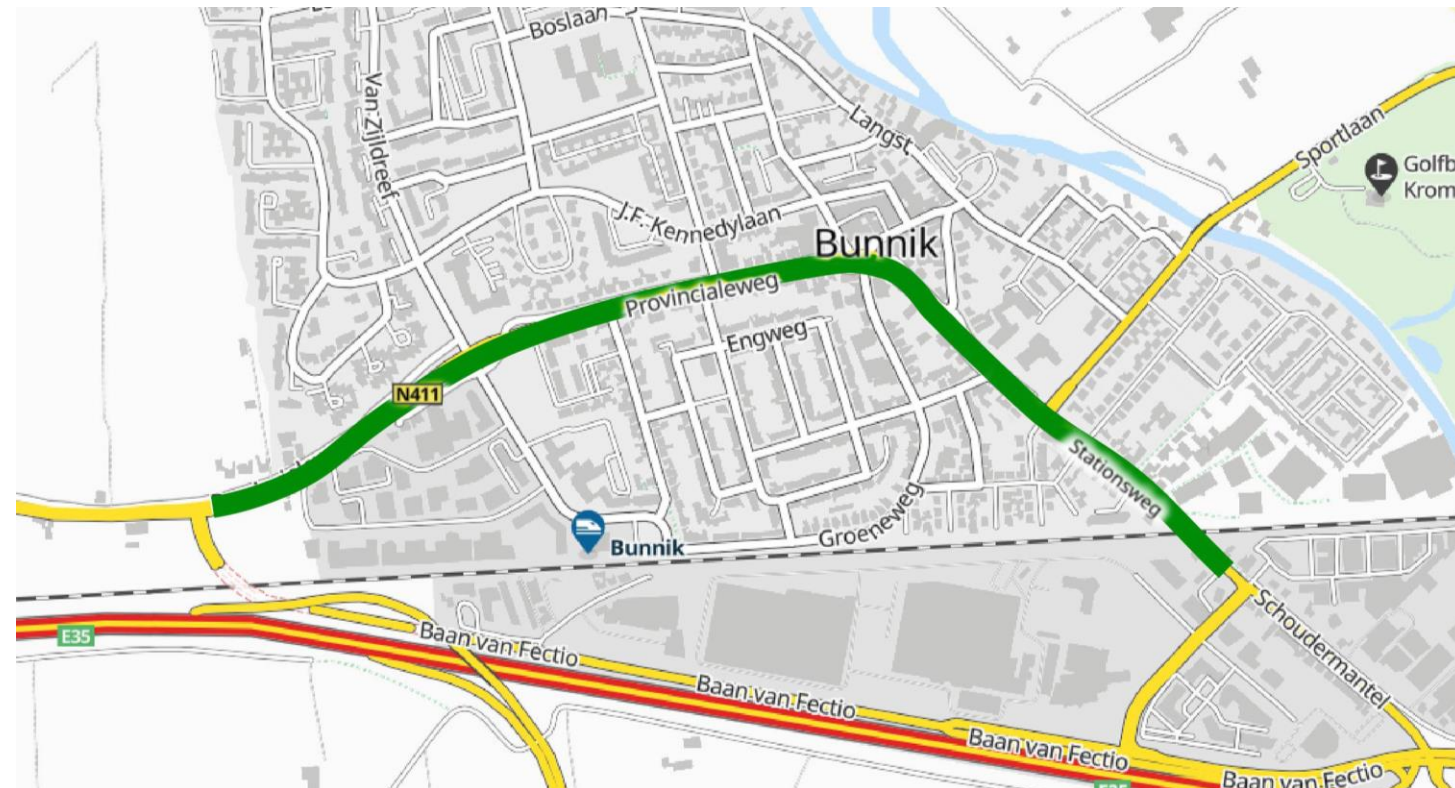 Boslaan
Van Zijldreef
Langst.
Sportlaan
Golfb
Krom
J.F.-Kennedylaan
Bunnik
Provincialeweg
Engweg
N411
Stationsweg
Groeneweg
Bunnik
Schoudermantel
E35
Baan van Fectio
Baan van Fectio
Baan van Fectio
Baan van Fectio
E35